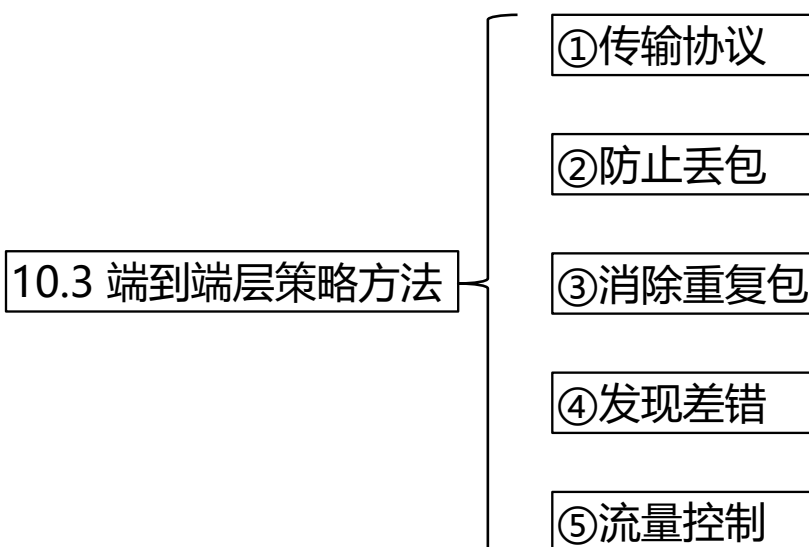 ①传输协议
②防止丢包
10.3 端到端层策略方法
③消除重复包
④发现差错
⑤流量控制